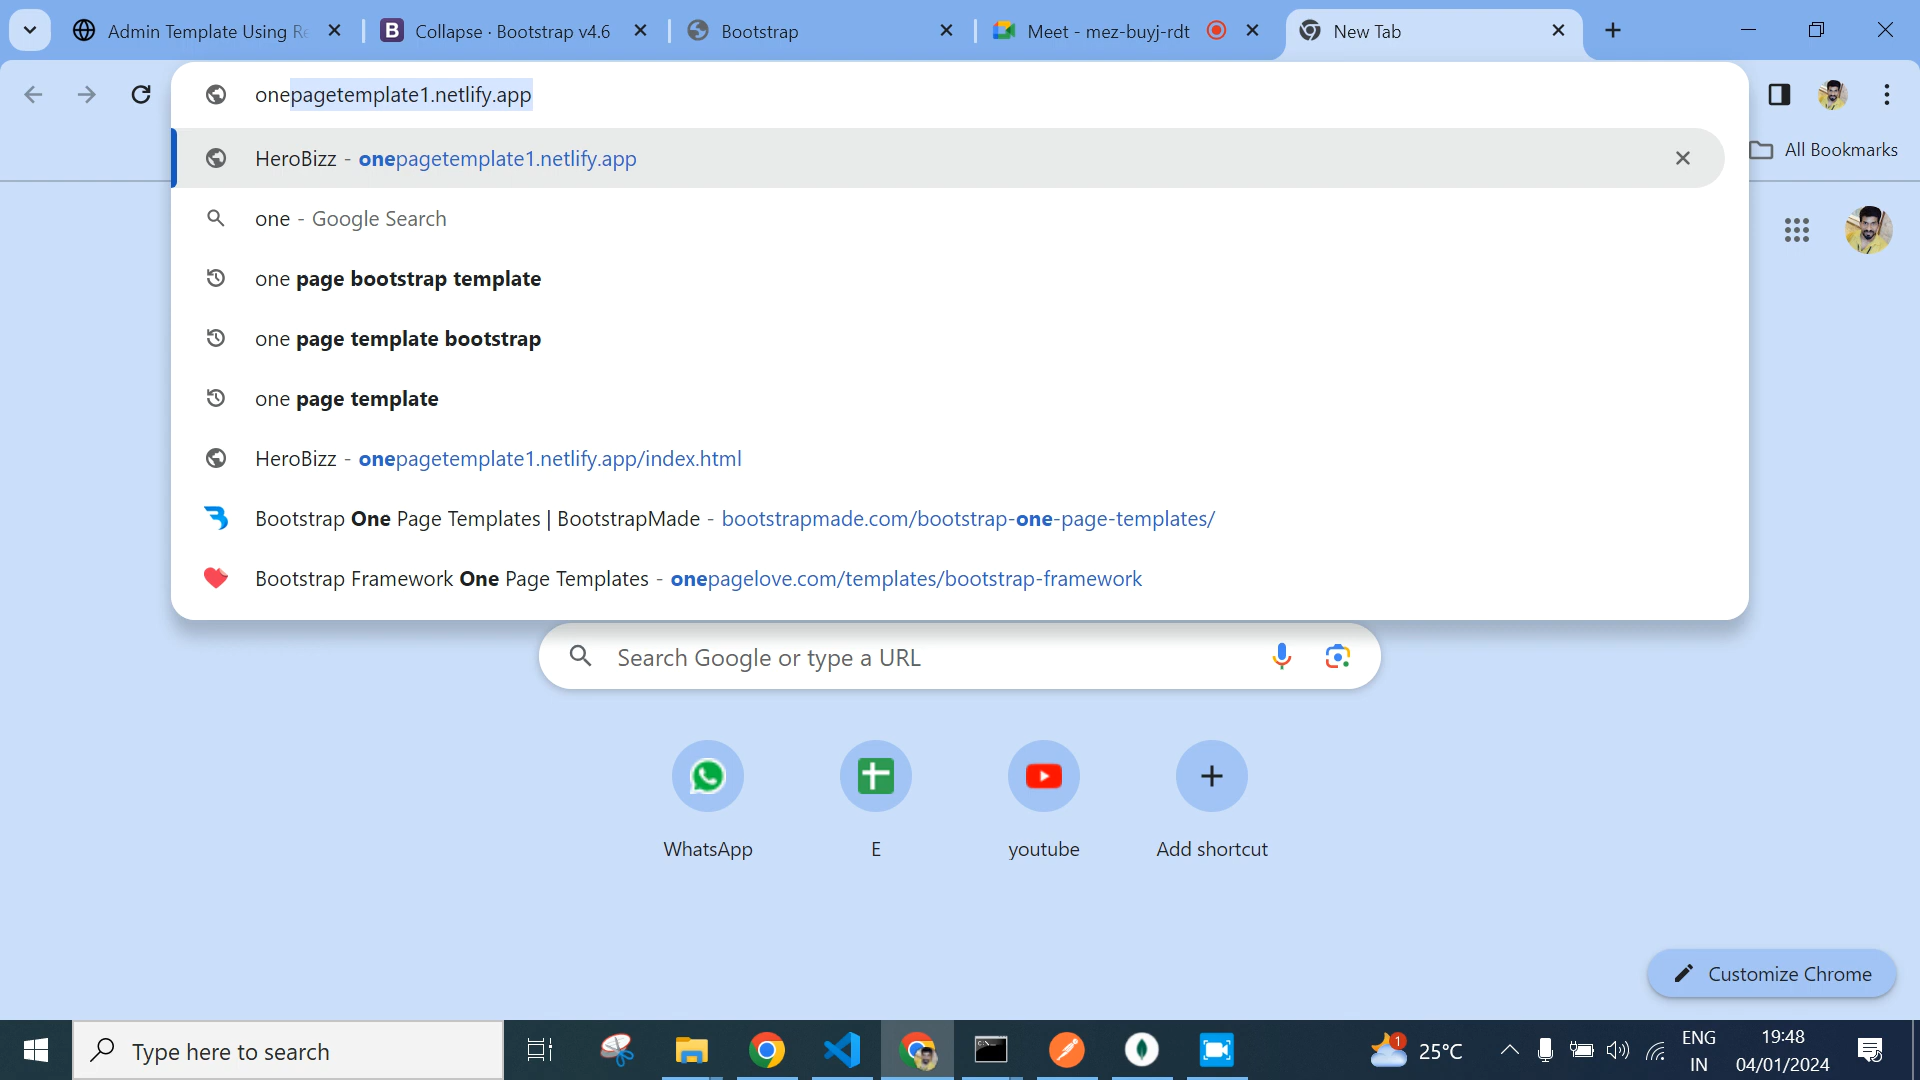 Admin Template Using Re
Collapse · Bootstrap v4.6
Bootstrap
Meet - mez-buyj-rdt
New Tab
onepagetemplate1.netlify.app
HeroBizz - onepagetemplate1.netlify.app
All Bookmarks
one - Google Search
one page bootstrap template
one page template bootstrap
one page template
HeroBizz - onepagetemplate1.netlify.app/index.html
Bootstrap One Page Templates | BootstrapMade - bootstrapmade.com/bootstrap-one-page-templates/
Bootstrap Framework One Page Templates - onepagelove.com/templates/bootstrap-framework
Search Google or type a URL
WhatsApp
E
youtube
Add shortcut
Customize Chrome
Type here to search
1
25°C
ENG
IN
19:48
04/01/2024